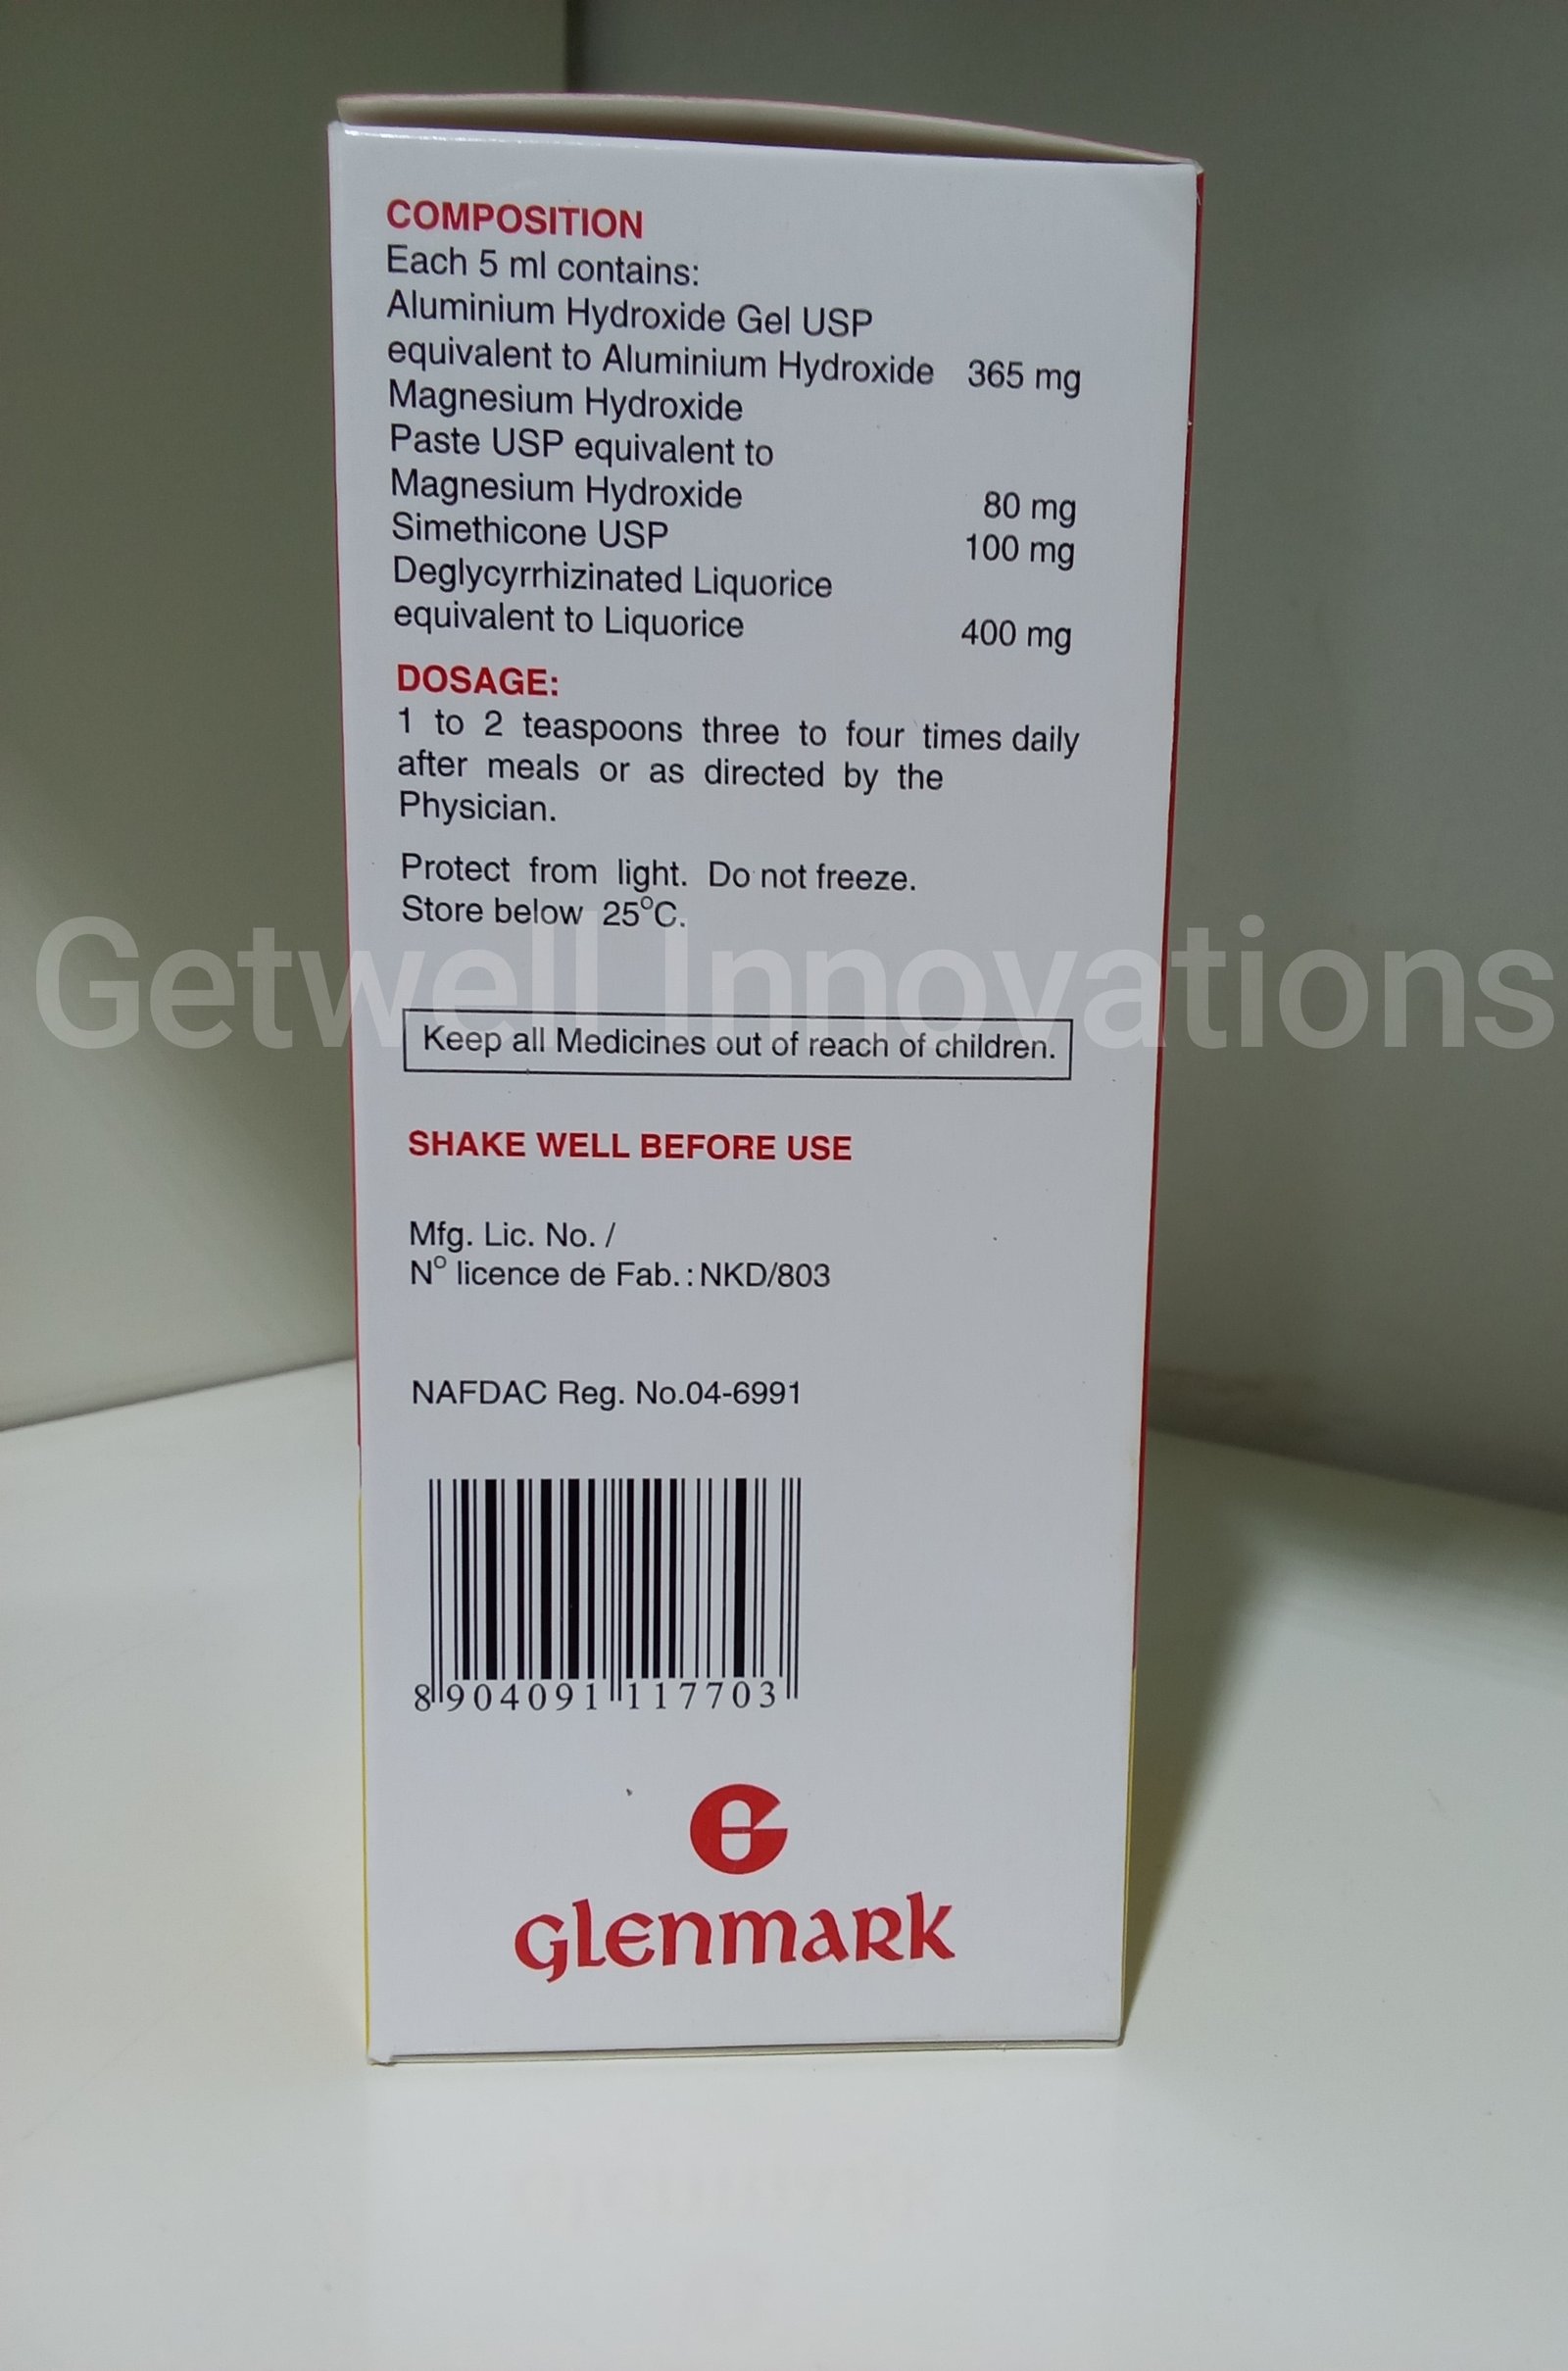 COMPOSITION
Each 5 ml contains:
Aluminium Hydroxide Gel USP
equivalent to Aluminium Hydroxide 365 mg
Magnesium Hydroxide
Paste USP equivalent to
Magnesium Hydroxide 80 mg
Simethicone USP 100 mg
Deglycyrrhizinated Liquorice
equivalent to Liquorice 400 mg
DOSAGE:
1 to 2 teaspoons three to four times daily
after meals or as directed by the
Physician.
Protect from light. Do not freeze.
Store below 25°C.
Getwell Innovations
Keep all Medicines out of reach of children.
SHAKE WELL BEFORE USE
Mfg. Lic. No. /
N° licence de Fab.: NKD/803
NAFDAC Reg. No.04-6991
8 904091 117703
Glenmark